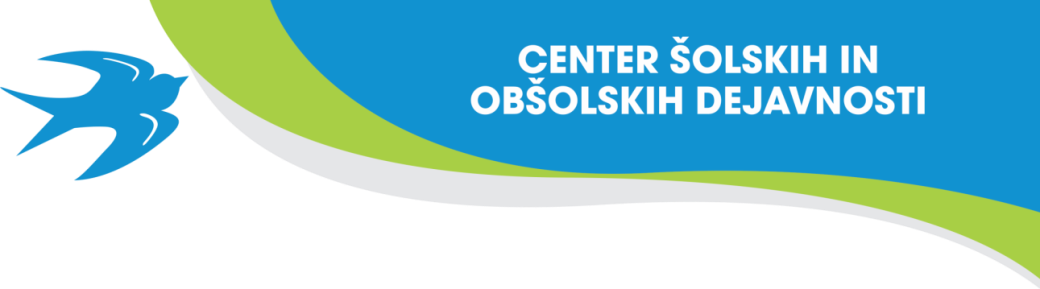 CENTER ŠOLSKIH IN
OBŠOLSKIH DEJAVNOSTI